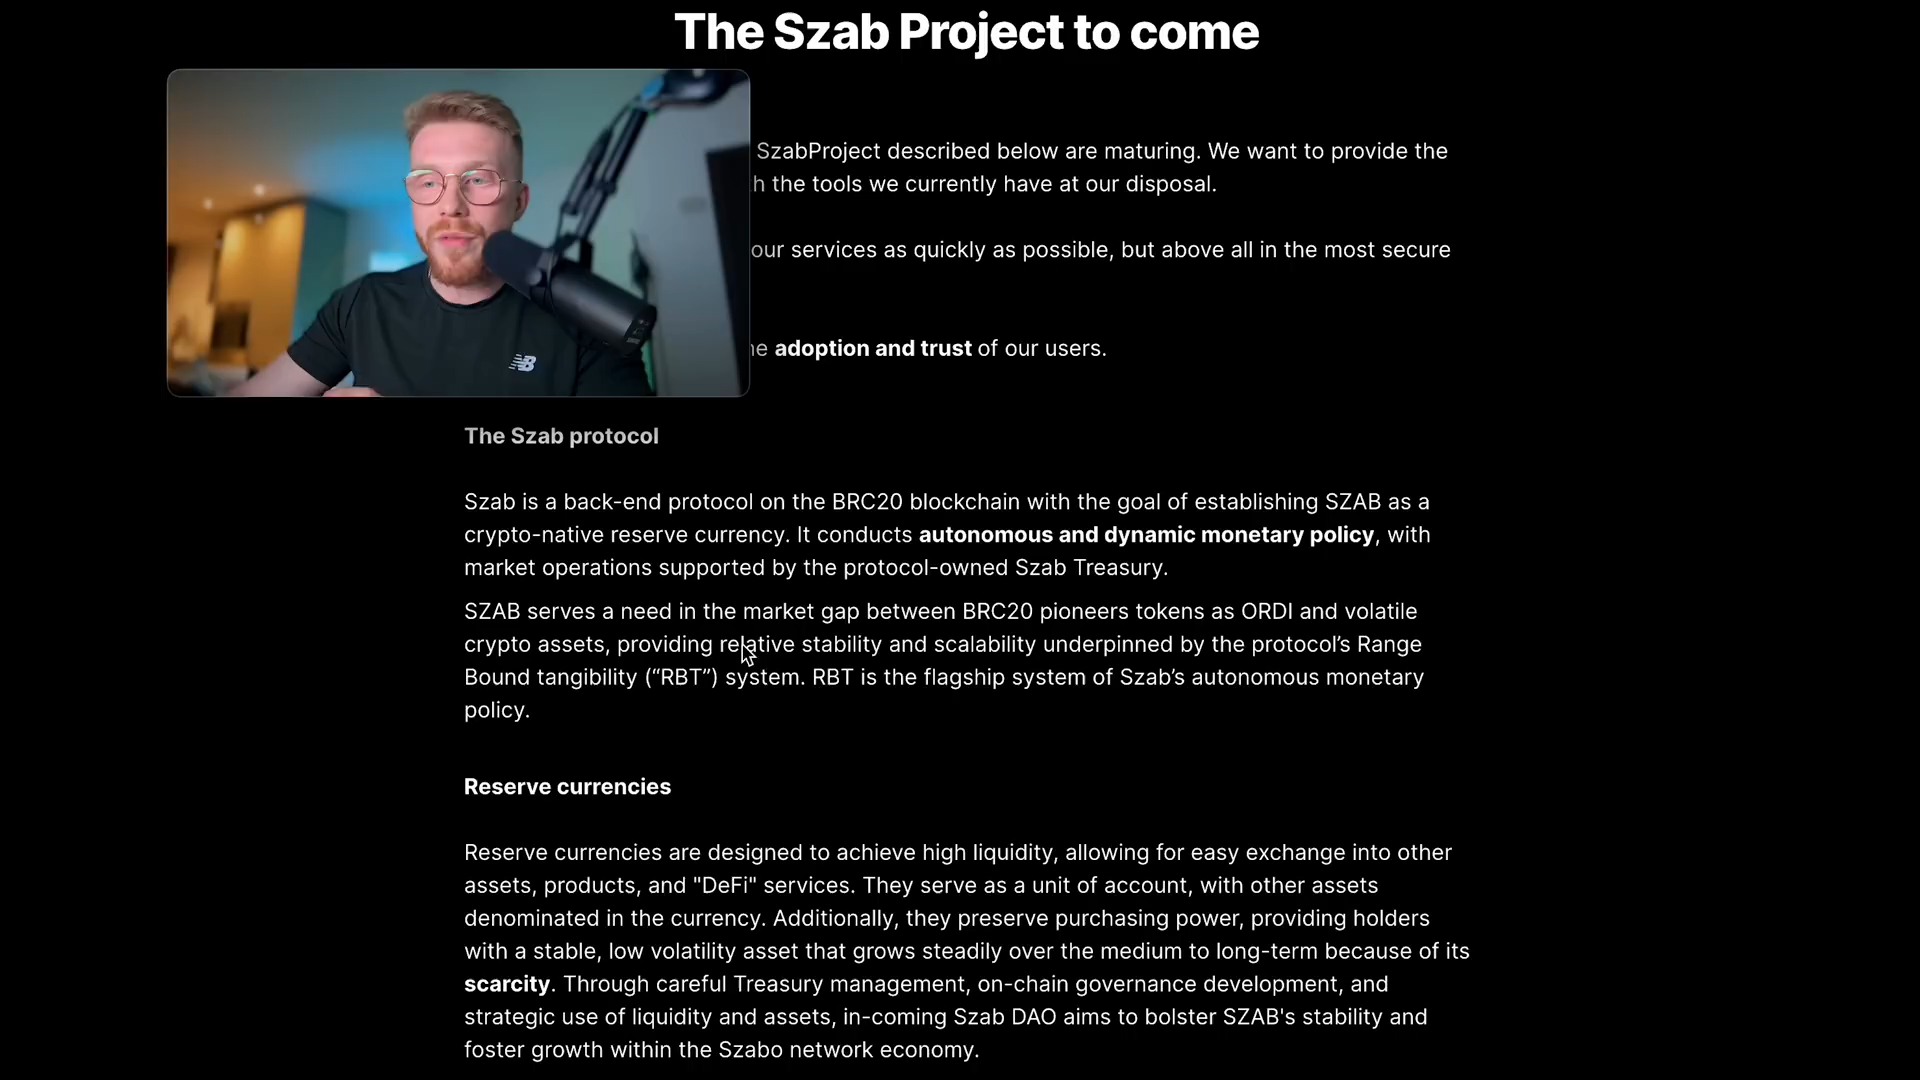 The Szab Project to come
SzabProject described below are maturing. We want to provide the
the tools we currently have at our disposal.
our services as quickly as possible, but above all in the most secure
adoption and trust of our users.
The Szab protocol
Szab is a back-end protocol on the BRC20 blockchain with the goal of establishing SZAB as a
crypto-native reserve currency. It conducts autonomous and dynamic monetary policy, with
market operations supported by the protocol-owned Szab Treasury.
SZAB serves a need in the market gap between BRC20 pioneers tokens as ORDI and volatile
crypto assets, providing relative stability and scalability underpinned by the protocol’s Range
Bound tangibility (“RBT”) system. RBT is the flagship system of Szab’s autonomous monetary
policy.
Reserve currencies
Reserve currencies are designed to achieve high liquidity, allowing for easy exchange into other
assets, products, and "DeFi" services. They serve as a unit of account, with other assets
denominated in the currency. Additionally, they preserve purchasing power, providing holders
with a stable, low volatility asset that grows steadily over the medium to long-term because of its
scarcity. Through careful Treasury management, on-chain governance development, and
strategic use of liquidity and assets, in-coming Szab DAO aims to bolster SZAB's stability and
foster growth within the Szabo network economy.